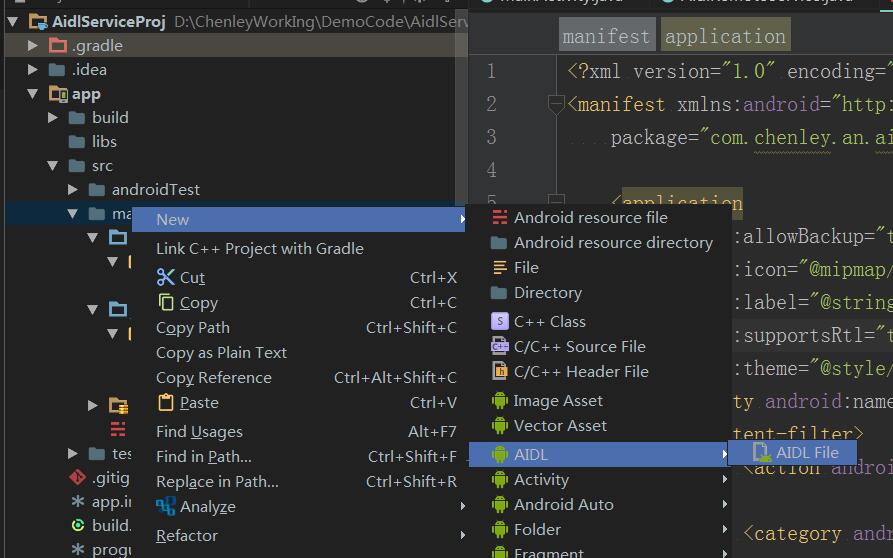 AidlServiceProj D:\ChenleyWorkIng\DemoCode\AidlServ
.gradle
.idea
app
build
libs
src
androidTest
ma
New
Link C++ Project with Gradle
Cut Ctrl+X
Copy Ctrl+C
Copy Path Ctrl+Shift+C
Copy as Plain Text
Copy Reference Ctrl+Alt+Shift+C
Paste Ctrl+V
Find Usages Alt+F7
Find in Path... Ctrl+Shift+F
Replace in Path... Ctrl+Shift+R
Analyze
Refactor
tes
.gitig
app.in
build.
progu
Android resource file
Android resource directory
File
Directory
C++ Class
C/C++ Source File
C/C++ Header File
Image Asset
Vector Asset
AIDL
Activity
Android Auto
Folder
Fragment
AIDL File
manifest application
1 <?xml version="1.0" encoding="
2 <manifest xmlns:android="http:
3 package="com.chenley.an.ai
4
5 <application
:allowBackup="t
:icon="@mipmap/
:label="@string
:supportsRtl="t
:theme="@style/
ty android:name
tent-filter>
<action android
<category andr